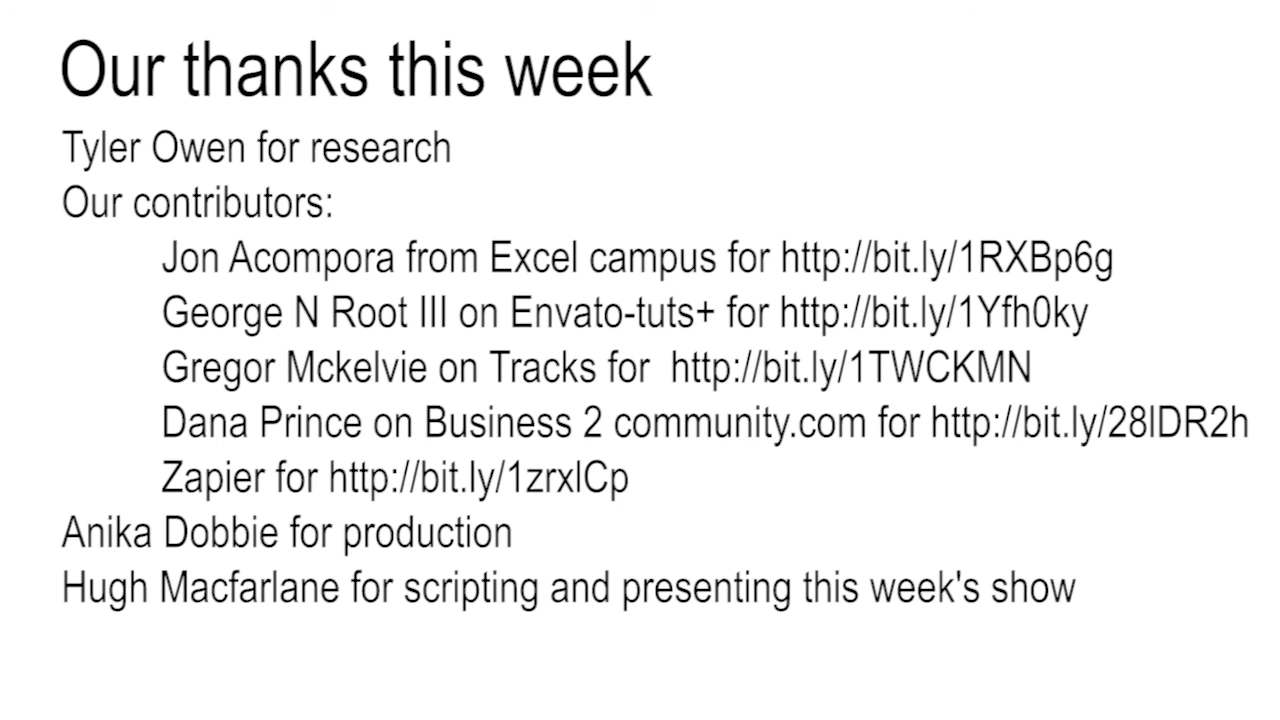 Our thanks this week
Tyler Owen for research
Our contributors:
Jon Acompora from Excel campus for http://bit.ly/1RXBp6g
George N Root III on Envato-tuts+ for http://bit.ly/1Yfh0ky
Gregor Mckelvie on Tracks for  http://bit.ly/1TWCKMN
Dana Prince on Business 2 community.com for http://bit.ly/28lDR2h
Zapier for http://bit.ly/1zrxlCp
Anika Dobbie for production
Hugh Macfarlane for scripting and presenting this week's show